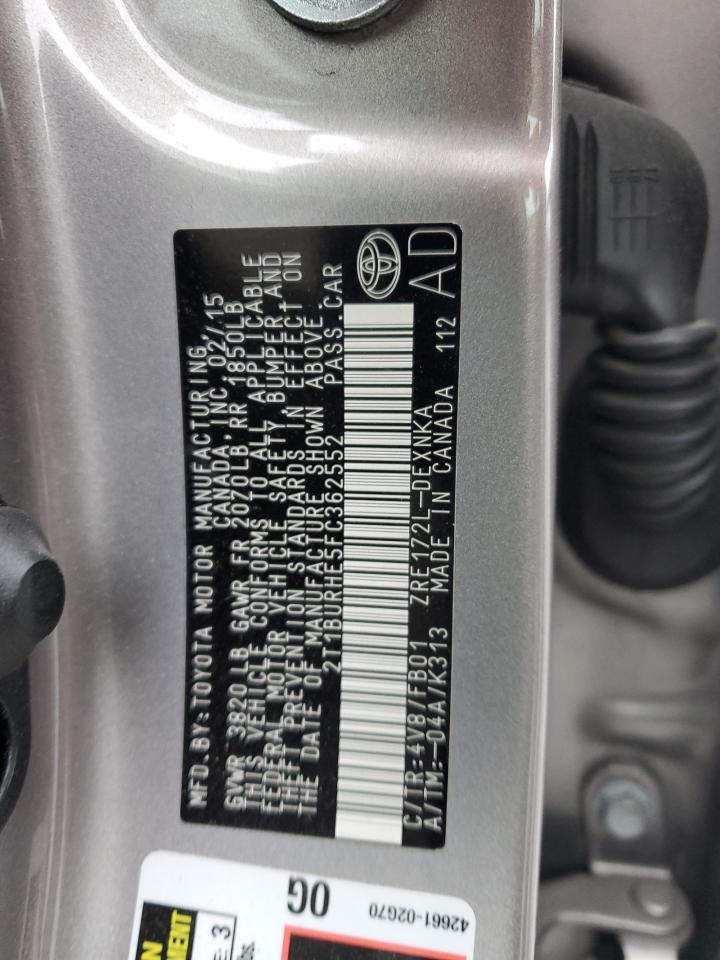 MFD.BY:TOYOTA MOTOR MANUFACTURING,
CANADA, INC. 02/15
GVWR 3820LB GAWR FR 2070LB RR 1850LB
THIS VEHICLE CONFORMS TO ALL APPLICABLE
FEDERAL MOTOR VEHICLE SAFETY, BUMPER AND
THEFT PREVENTION STANDARDS IN EFFECT ON
THE DATE OF MANUFACTURE SHOWN ABOVE.
2T1BURHE5FC362552 PASS.CAR
C/TR:4V8/FB01 ZRE172L-DEXNKA
A/TM:-04A/K313 MADE IN CANADA 112
AD
0G
42661-02G70
3